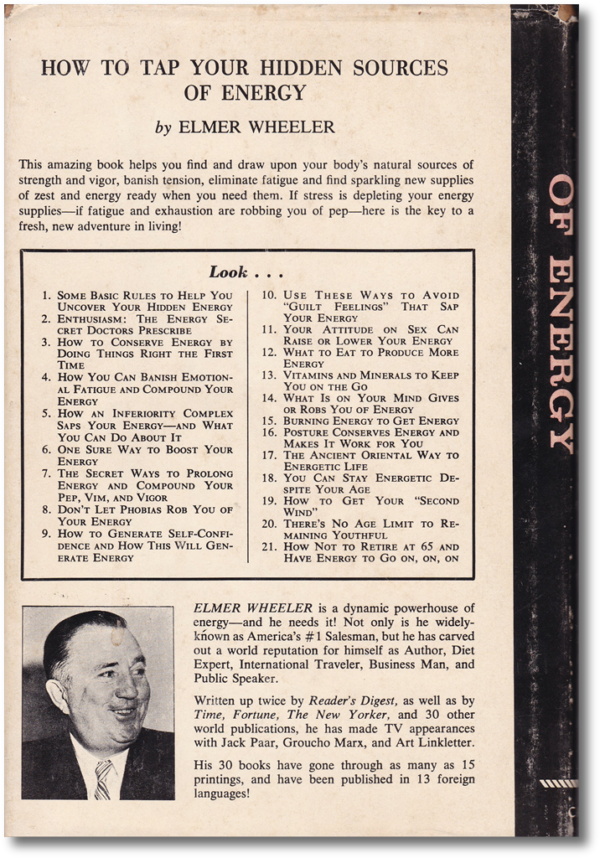 HOW TO TAP YOUR HIDDEN SOURCES
OF ENERGY
by ELMER WHEELER
This amazing book helps you find and draw upon your body's natural sources of
strength and vigor, banish tension, eliminate fatigue and find sparkling new supplies
of zest and energy ready when you need them. If stress is depleting your energy
supplies—if fatigue and exhaustion are robbing you of pep—here is the key to a
fresh, new adventure in living!
Look . . .
1. SOME BASIC RULES TO HELP YOU
UNCOVER YOUR HIDDEN ENERGY
2. ENTHUSIASM: THE ENERGY SE-
CRET DOCTORS PRESCRIBE
3. HOW TO CONSERVE ENERGY BY
DOING THINGS RIGHT THE FIRST
TIME
4. HOW YOU CAN BANISH EMOTION-
AL FATIGUE AND COMPOUND YOUR
ENERGY
5. HOW AN INFERIORITY COMPLEX
SAPS YOUR ENERGY—AND WHAT
YOU CAN DO ABOUT IT
6. ONE SURE WAY TO BOOST YOUR
ENERGY
7. THE SECRET WAYS TO PROLONG
ENERGY AND COMPOUND YOUR
PEP, VIM, AND VIGOR
8. DON'T LET PHOBIAS ROB YOU OF
YOUR ENERGY
9. HOW TO GENERATE SELF-CONFI-
DENCE AND HOW THIS WILL GEN-
ERATE ENERGY
10. USE THESE WAYS TO AVOID
"GUILT FEELINGS" THAT SAP
YOUR ENERGY
11. YOUR ATTITUDE ON SEX CAN
RAISE OR LOWER YOUR ENERGY
12. WHAT TO EAT TO PRODUCE MORE
ENERGY
13. VITAMINS AND MINERALS TO KEEP
YOU ON THE GO
14. WHAT IS ON YOUR MIND GIVES
OR ROBS YOU OF ENERGY
15. BURNING ENERGY TO GET ENERGY
16. POSTURE CONSERVES ENERGY AND
MAKES IT WORK FOR YOU
17. THE ANCIENT ORIENTAL WAY TO
ENERGETIC LIFE
18. YOU CAN STAY ENERGETIC DE-
SPITE YOUR AGE
19. HOW TO GET YOUR "SECOND
WIND"
20. THERE'S NO AGE LIMIT TO RE-
MAINING YOUTHFUL
21. HOW NOT TO RETIRE AT 65 AND
HAVE ENERGY TO GO ON, ON, ON
ELMER WHEELER is a dynamic powerhouse of
energy—and he needs it! Not only is he widely-
known as America's #1 Salesman, but he has carved
out a world reputation for himself as Author, Diet
Expert, International Traveler, Business Man, and
Public Speaker.
Written up twice by Reader's Digest, as well as by
Time, Fortune, The New Yorker, and 30 other
world publications, he has made TV appearances
with Jack Paar, Groucho Marx, and Art Linkletter.
His 30 books have gone through as many as 15
printings, and have been published in 13 foreign
languages!
OF ENERGY